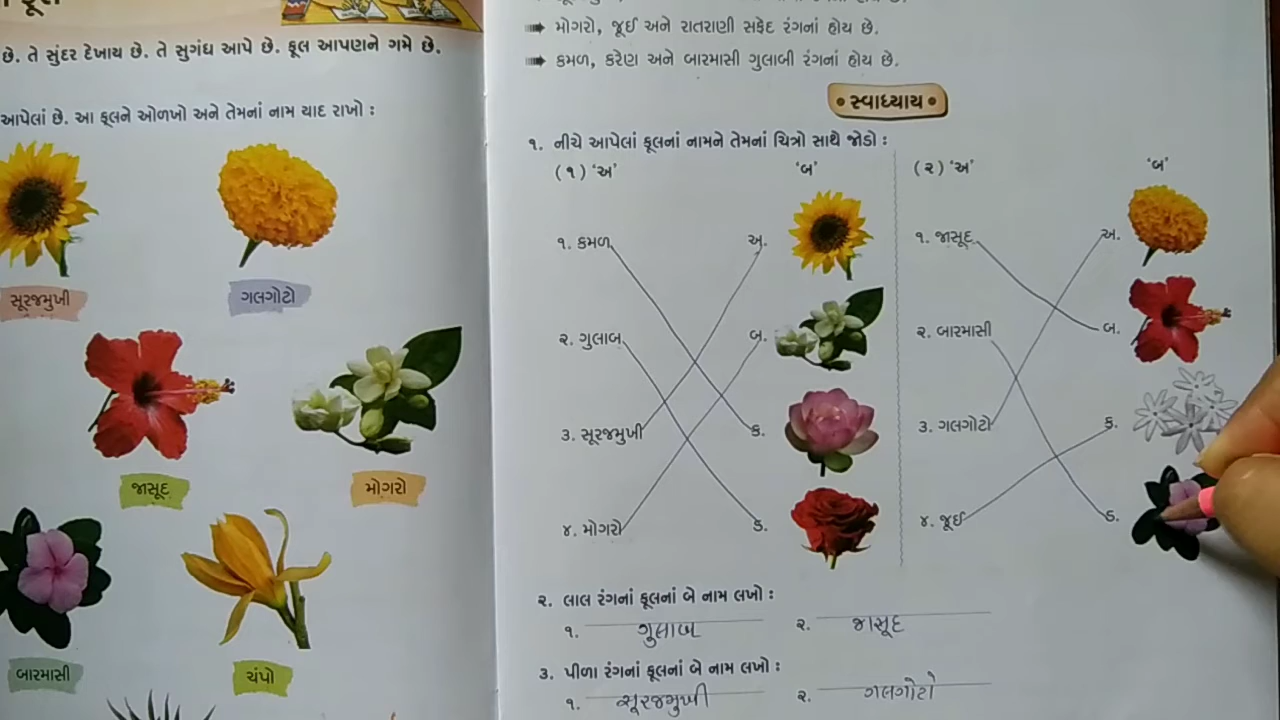 છે. તે સુંદર દેખાય છે. તે સુગંધ આપે છે. ફૂલ આપણને ગમે છે.
આપેલાં છે. આ ફૂલને ઓળખો અને તેમનાં નામ યાદ રાખો :
સૂરજમુખી
ગલગોટો
જાસૂદ
મોગરો
બારમાસી
ચંપો
મોગરો, જૂઈ અને રાતરાણી સફેદ રંગનાં હોય છે.
કમળ, કરેણ અને બારમાસી ગુલાબી રંગનાં હોય છે.
સ્વાધ્યાય
૧. નીચે આપેલાં ફૂલનાં નામને તેમનાં ચિત્રો સાથે જોડો :
(૧) ‘અ’ ‘બ’
૧. કમળ અ.
૨. ગુલાબ બ.
૩. સૂરજમુખી ક.
૪. મોગરો ડ.
(૨) ‘અ’ ‘બ’
૧. જાસૂદ અ.
૨. બારમાસી બ.
૩. ગલગોટો ક.
૪. જૂઈ ડ.
૨. લાલ રંગનાં ફૂલનાં બે નામ લખો :
૧. ગુલાબ ૨. જાસૂદ
૩. પીળા રંગનાં ફૂલનાં બે નામ લખો :
૧. સૂરજમુખી ૨. ગલગોટો